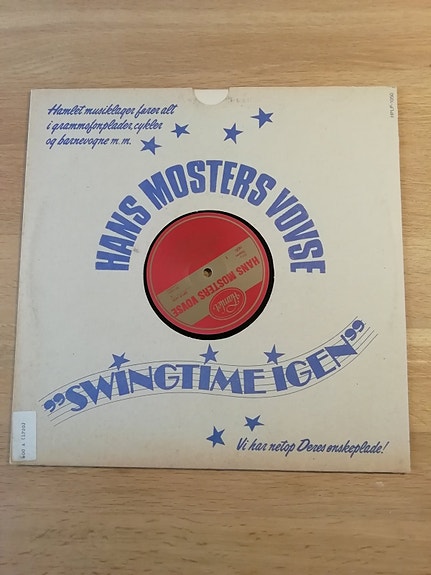 Hamlet musiklager fører alt
i grammofonplader, cykler
og barnevogne m.m.
HANS MOSTERS VOVSE
HANS MOSTERS VOVSE
Hamlet
„SWINGTIME IGEN”
Vi har netop Deres ønskeplade!